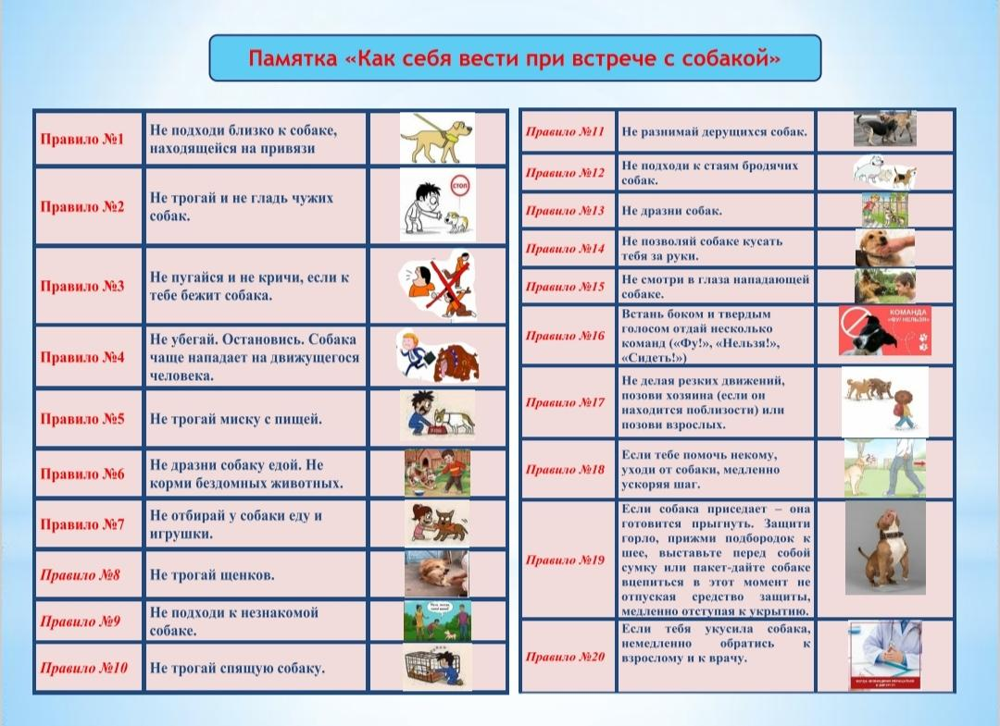 Памятка «Как себя вести при встрече с собакой»
Правило №1
Не подходи близко к собаке,
находящейся на привязи
Правило №2
Не трогай и не гладь чужих
собак.
СТОП
Правило №3
Не пугайся и не кричи, если к
тебе бежит собака.
Правило №4
Не убегай. Остановись. Собака
чаще нападает на движущегося
человека.
Правило №5
Не трогай миску с пищей.
Правило №6
Не дразни собаку едой. Не
корми бездомных животных.
Правило №7
Не отбирай у собаки еду и
игрушки.
Правило №8
Не трогай щенков.
Правило №9
Не подходи к незнакомой
собаке.
Правило №10
Не трогай спящую собаку.
Правило №11
Не разнимай дерущихся собак.
Правило №12
Не подходи к стаям бродячих
собак.
Правило №13
Не дразни собак.
Правило №14
Не позволяй собаке кусать
тебя за руки.
Правило №15
Не смотри в глаза нападающей
собаке.
Правило №16
Встань боком и твердым
голосом отдай несколько
команд («Фу!», «Нельзя!»,
«Сидеть!»)
КОМАНДА
«ФУ/НЕЛЬЗЯ»
Правило №17
Не делая резких движений,
позови хозяина (если он
находится поблизости) или
позови взрослых.
Правило №18
Если тебе помочь некому,
уходи от собаки, медленно
ускоряя шаг.
Правило №19
Если собака приседает – она
готовится прыгнуть. Защити
горло, прижми подбородок к
шее, выставьте перед собой
сумку или пакет-дайте собаке
вцепиться в этот момент не
отпуская средство защиты,
медленно отступая к укрытию.
Правило №20
Если тебя укусила собака,
немедленно обратись к
взрослому и к врачу.